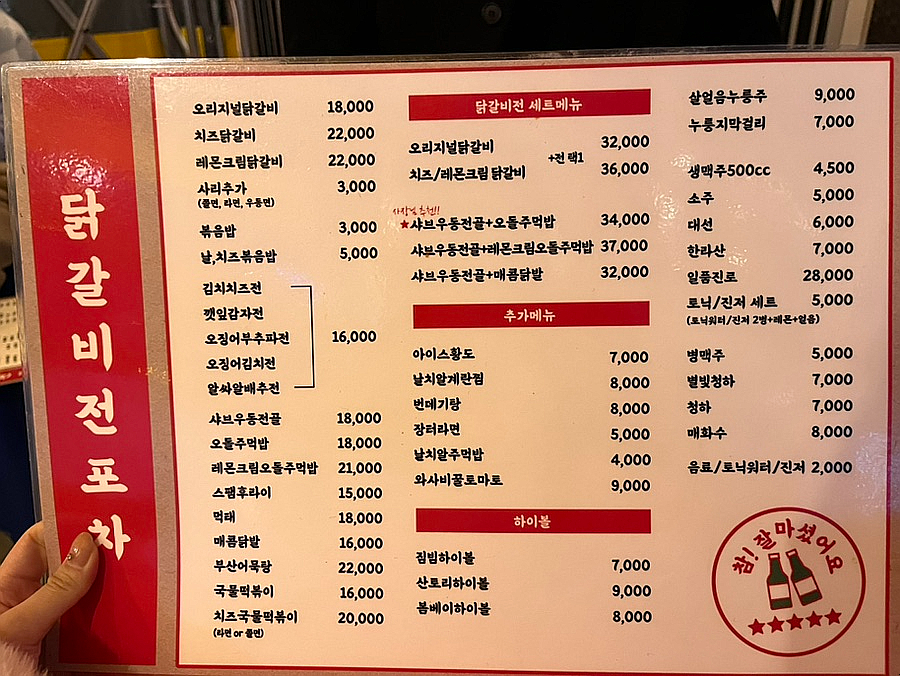 닭갈비전포차
오리지널닭갈비 18,000
치즈닭갈비 22,000
레몬크림닭갈비 22,000
사리추가 3,000
(쫄면, 라면, 우동면)
볶음밥 3,000
날,치즈볶음밥 5,000
김치치즈전
깻잎감자전
오징어부추파전 16,000
오징어김치전
알싸알배추전
샤브우동전골 18,000
오돌주먹밥 18,000
레몬크림오돌주먹밥 21,000
스팸후라이 15,000
먹태 18,000
매콤닭발 16,000
부산어묵탕 22,000
국물떡볶이 16,000
치즈국물떡볶이 20,000
(라면 or 쫄면)
닭갈비전 세트메뉴
오리지널닭갈비 32,000
+전 택1
치즈/레몬크림 닭갈비 36,000
사장님 추천!!
★샤브우동전골+오돌주먹밥 34,000
샤브우동전골+레몬크림오돌주먹밥 37,000
샤브우동전골+매콤닭발 32,000
추가메뉴
아이스황도 7,000
날치알계란찜 8,000
번데기탕 8,000
장터라면 5,000
날치알주먹밥 4,000
와사비꿀토마토 9,000
하이볼
짐빔하이볼 7,000
산토리하이볼 9,000
봄베이하이볼 8,000
살얼음누룽주 9,000
누룽지막걸리 7,000
생맥주500cc 4,500
소주 5,000
대선 6,000
한라산 7,000
일품진로 28,000
토닉/진저 세트 5,000
(토닉워터/진저 2병+레몬+얼음)
병맥주 5,000
별빛청하 7,000
청하 7,000
매화수 8,000
음료/토닉워터/진저 2,000
참! 잘마셨어요
★★★★★